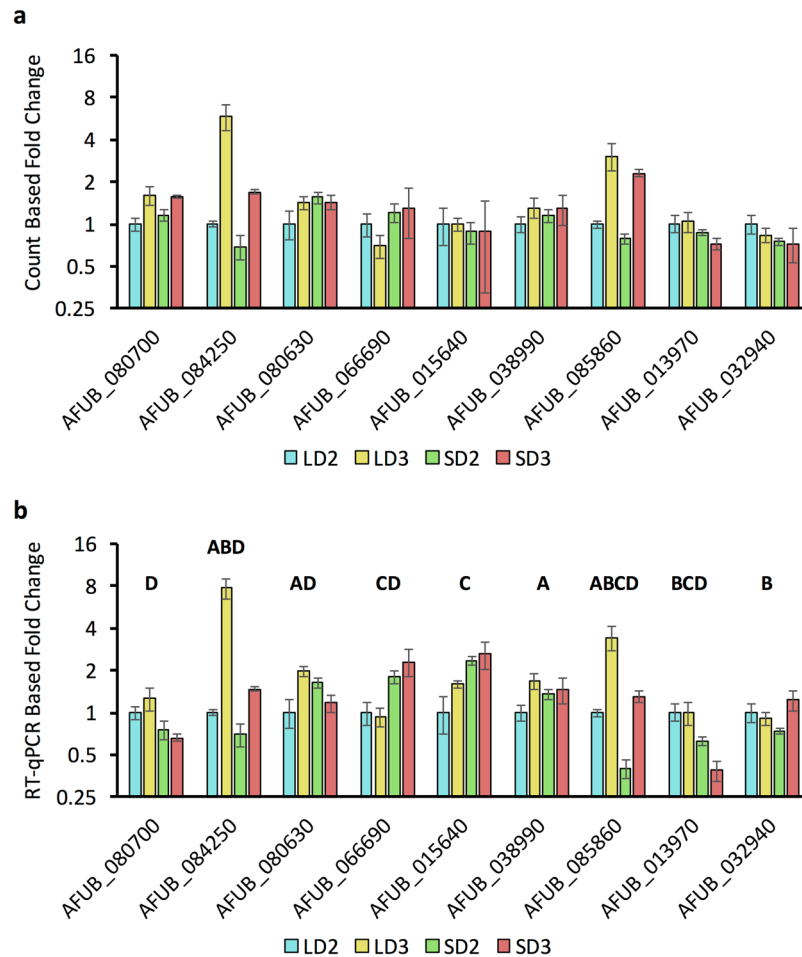 a
Count Based Fold Change
16
8
4
2
1
0.5
0.25
AFUB_080700
AFUB_084250
AFUB_080630
AFUB_066690
AFUB_015640
AFUB_038990
AFUB_085860
AFUB_013970
AFUB_032940
LD2 LD3 SD2 SD3
b
RT-qPCR Based Fold Change
16
8
4
2
1
0.5
0.25
D ABD AD CD C A ABCD BCD B
AFUB_080700
AFUB_084250
AFUB_080630
AFUB_066690
AFUB_015640
AFUB_038990
AFUB_085860
AFUB_013970
AFUB_032940
LD2 LD3 SD2 SD3